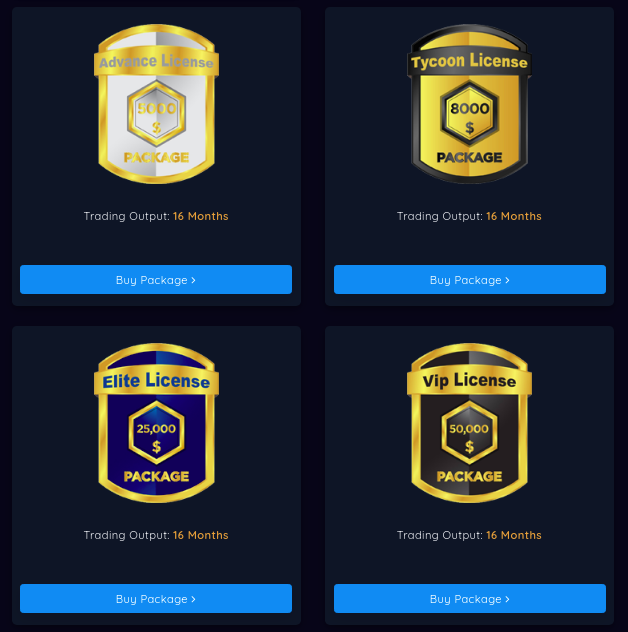 Advance License
5000
$
PACKAGE
Trading Output: 16 Months
Buy Package >
Tycoon License
8000
$
PACKAGE
Trading Output: 16 Months
Buy Package >
Elite License
25,000
$
PACKAGE
Trading Output: 16 Months
Buy Package >
Vip License
50,000
$
PACKAGE
Trading Output: 16 Months
Buy Package >